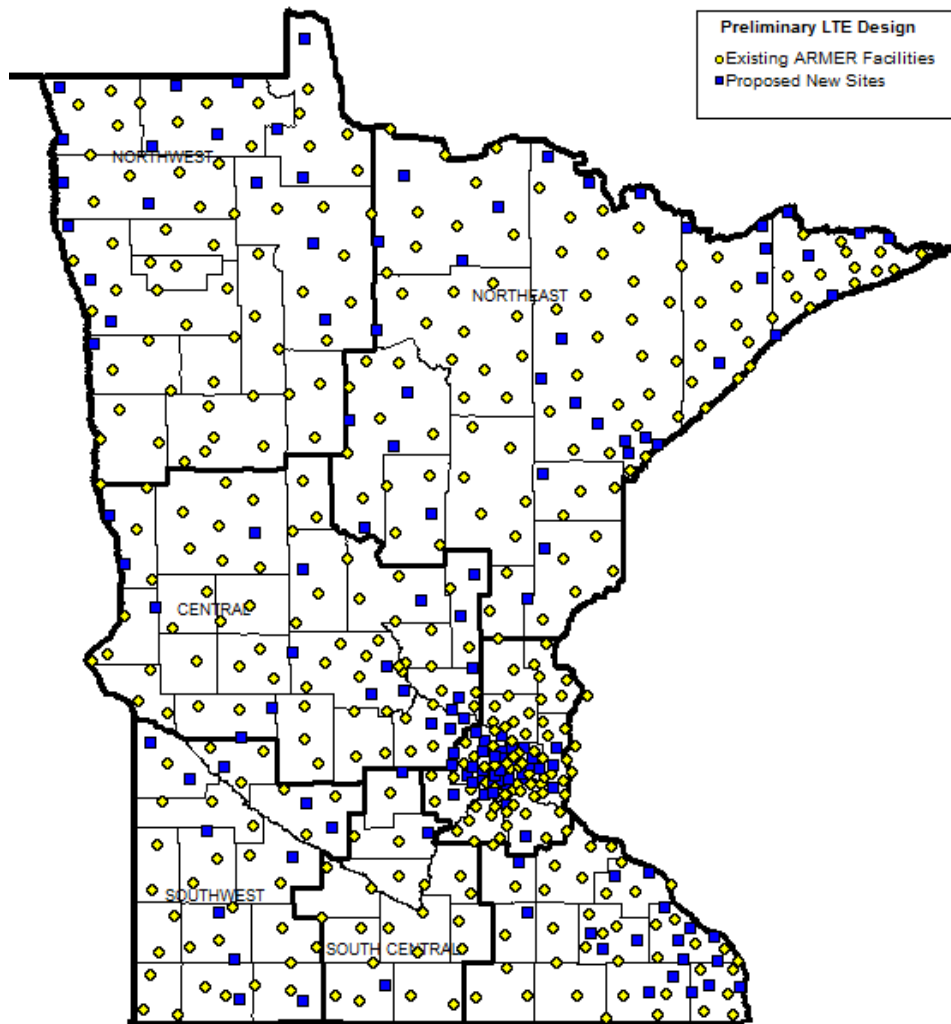 Preliminary LTE Design
Existing ARMER Facilities
Proposed New Sites
NORTHWEST
NORTHEAST
CENTRAL
SOUTHWEST
SOUTH CENTRAL